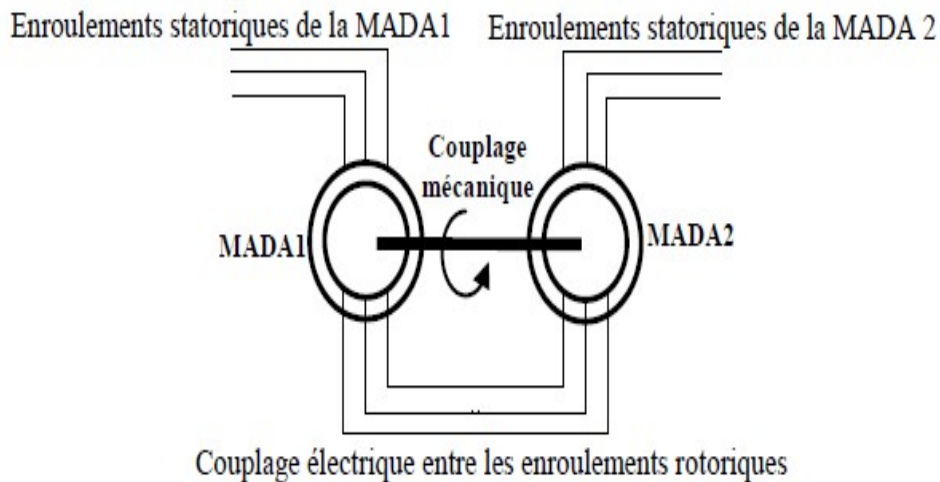 Enroulements statoriques de la MADA1
Enroulements statoriques de la MADA 2
Couplage
mécanique
MADA1
MADA2
Couplage électrique entre les enroulements rotoriques